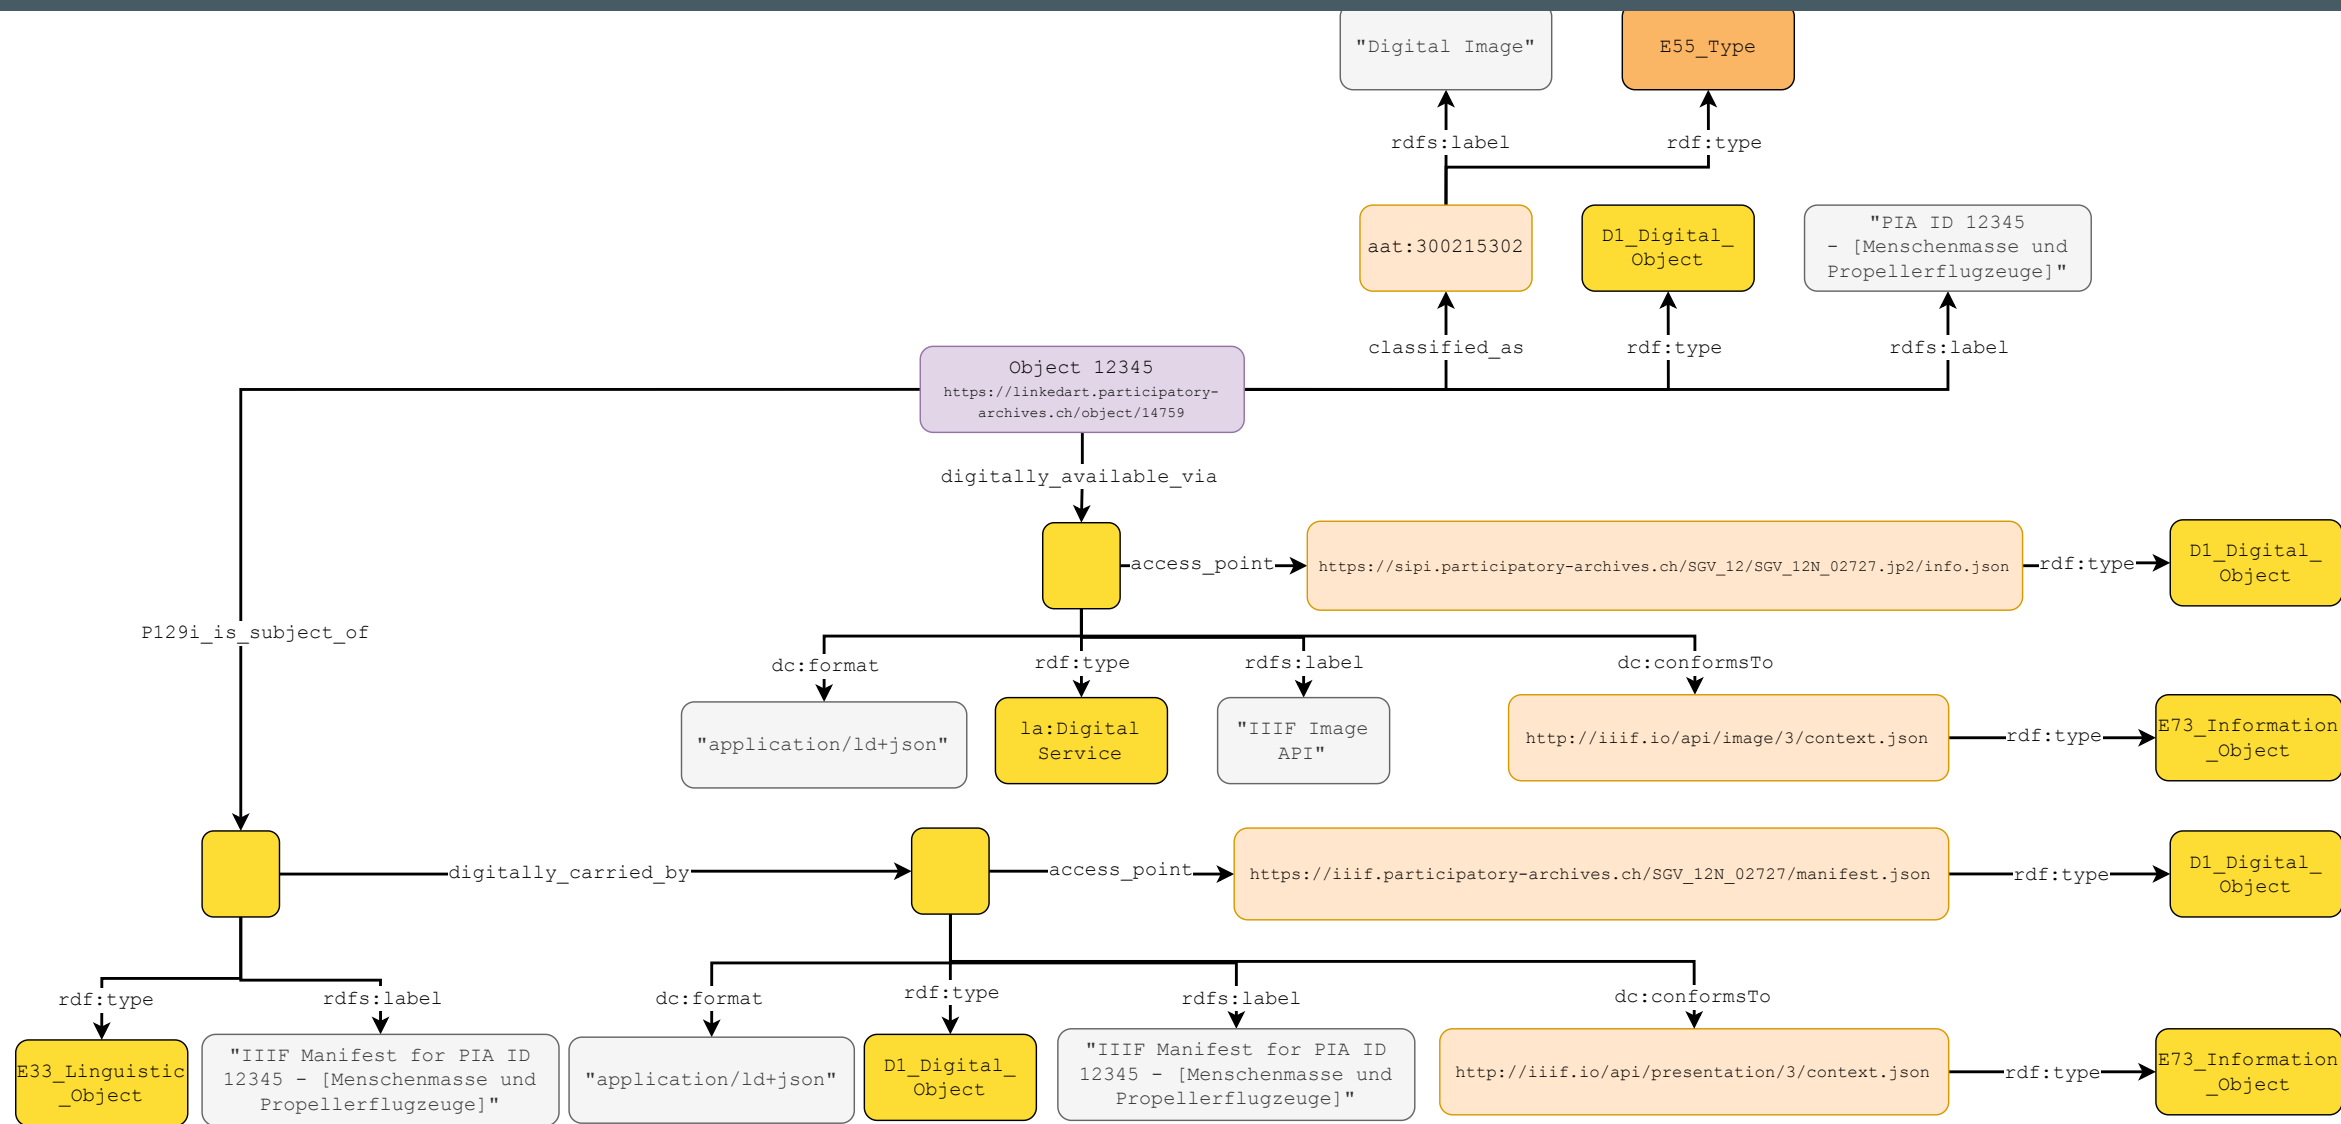 "Digital Image"
E55_Type
rdfs:label
rdf:type
aat:300215302
D1_Digital_
Object
"PIA ID 12345
- [Menschenmasse und
Propellerflugzeuge]"
classified_as
rdf:type
rdfs:label
Object 12345
https://linkedart.participatory-
archives.ch/object/14759
digitally_available_via
access_point
https://sipi.participatory-archives.ch/SGV_12/SGV_12N_02727.jp2/info.json
rdf:type
D1_Digital_
Object
P129i_is_subject_of
dc:format
rdf:type
rdfs:label
dc:conformsTo
"application/ld+json"
la:Digital
Service
"IIIF Image
API"
http://iiif.io/api/image/3/context.json
rdf:type
E73_Information
_Object
digitally_carried_by
access_point
https://iiif.participatory-archives.ch/SGV_12N_02727/manifest.json
rdf:type
D1_Digital_
Object
rdf:type
rdfs:label
dc:format
rdf:type
rdfs:label
dc:conformsTo
E33_Linguistic
_Object
"IIIF Manifest for PIA ID
12345 - [Menschenmasse und
Propellerflugzeuge]"
"application/ld+json"
D1_Digital_
Object
"IIIF Manifest for PIA ID
12345 - [Menschenmasse und
Propellerflugzeuge]"
http://iiif.io/api/presentation/3/context.json
rdf:type
E73_Information
_Object